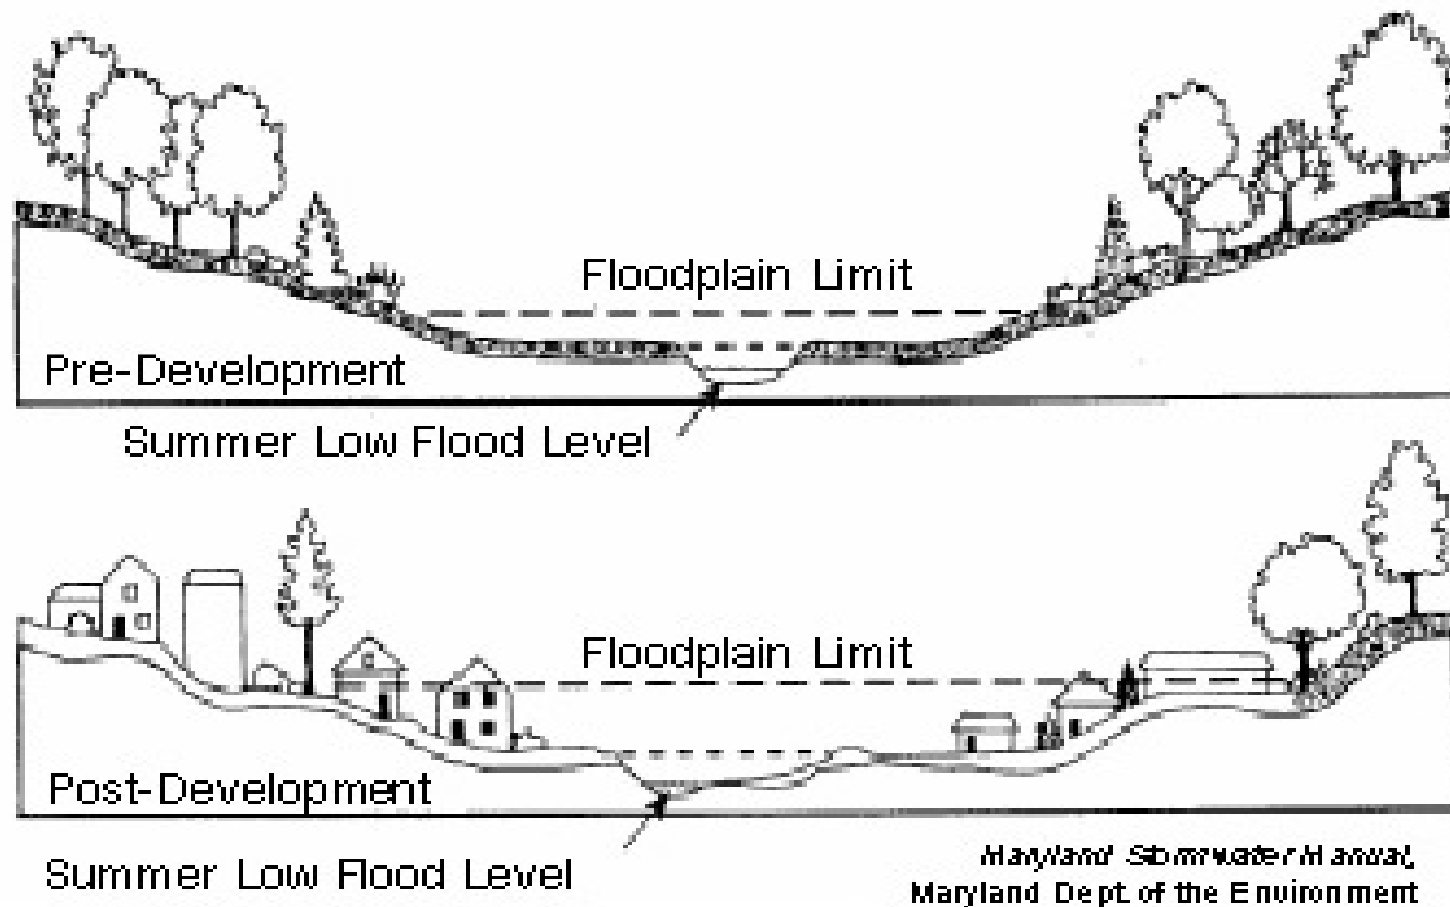 Floodplain Limit
Pre-Development
Summer Low Flood Level
Floodplain Limit
Post-Development
Summer Low Flood Level
Maryland Stormwater Manual,
Maryland Dept. of the Environment